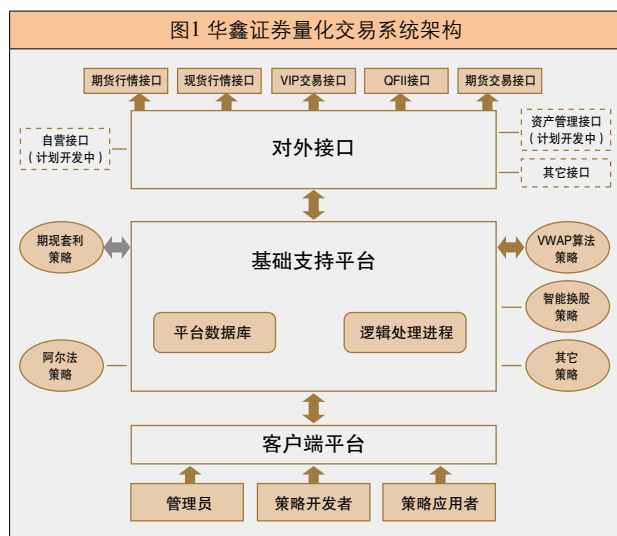 图1 华鑫证券量化交易系统架构
期货行情接口
现货行情接口
VIP交易接口
QFII接口
期货交易接口
自营接口
（计划开发中）
对外接口
资产管理接口
（计划开发中）
其它接口
期现套利
策略
基础支持平台
VWAP算法
策略
智能换股
策略
平台数据库
逻辑处理进程
阿尔法
策略
其它
策略
客户端平台
管理员
策略开发者
策略应用者